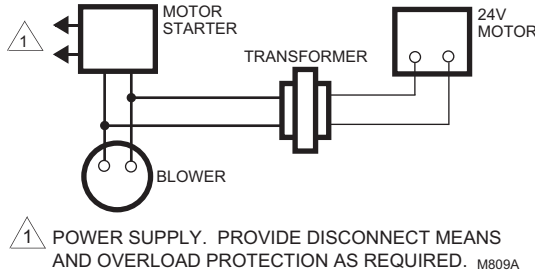 MOTOR
STARTER
24V
MOTOR
1
TRANSFORMER
BLOWER
1 POWER SUPPLY. PROVIDE DISCONNECT MEANS
AND OVERLOAD PROTECTION AS REQUIRED. M809A